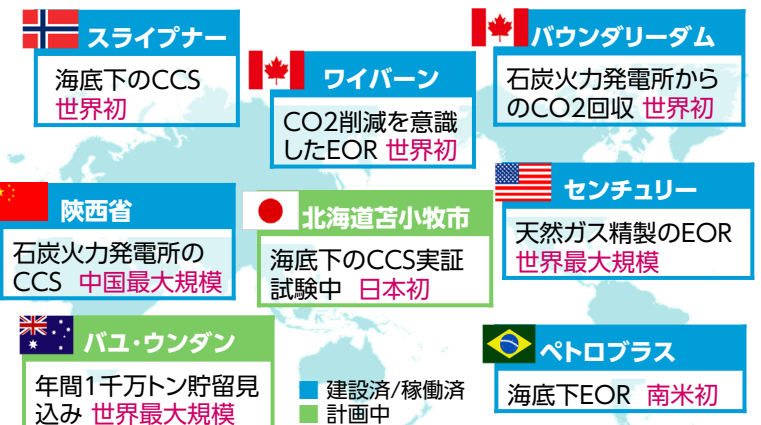 スライプナー
海底下のCCS
世界初
ワイバーン
CO2削減を意識
したEOR 世界初
バウンダリーダム
石炭火力発電所から
のCO2回収 世界初
陝西省
石炭火力発電所の
CCS 中国最大規模
北海道苫小牧市
海底下のCCS実証
試験中 日本初
センチュリー
天然ガス精製のEOR
世界最大規模
バユ・ウンダン
年間1千万トン貯留見
込み 世界最大規模
建設済/稼働済
計画中
ペトロブラス
海底下EOR 南米初